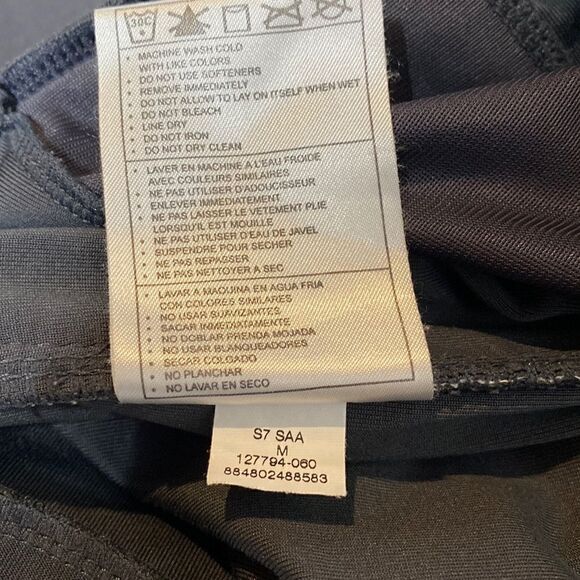 30C
• MACHINE WASH COLD
WITH LIKE COLORS
• DO NOT USE SOFTENERS
• REMOVE IMMEDIATELY
• DO NOT ALLOW TO LAY ON ITSELF WHEN WET
• DO NOT BLEACH
• LINE DRY
• DO NOT IRON
• DO NOT DRY CLEAN
• LAVER EN MACHINE A L'EAU FROIDE
AVEC COULEURS SIMILAIRES
• NE PAS UTILISER D'ADOUCISSEUR
• ENLEVER IMMEDIATEMENT
• NE PAS LAISSER LE VETEMENT PLIE
LORSQU'IL EST MOUILLE
• NE PAS UTILISER D'EAU DE JAVEL
• SUSPENDRE POUR SECHER
• NE PAS REPASSER
• NE PAS NETTOYER A SEC
• LAVAR A MAQUINA EN AGUA FRIA
CON COLORES SIMILARES
• NO USAR SUAVIZANTES
• SACAR INMEDIATAMENTE
• NO DOBLAR PRENDA MOJADA
• NO USAR BLANQUEADORES
• SECAR COLGADO
• NO PLANCHAR
• NO LAVAR EN SECO
S7 SAA
M
127794-060
884802488583